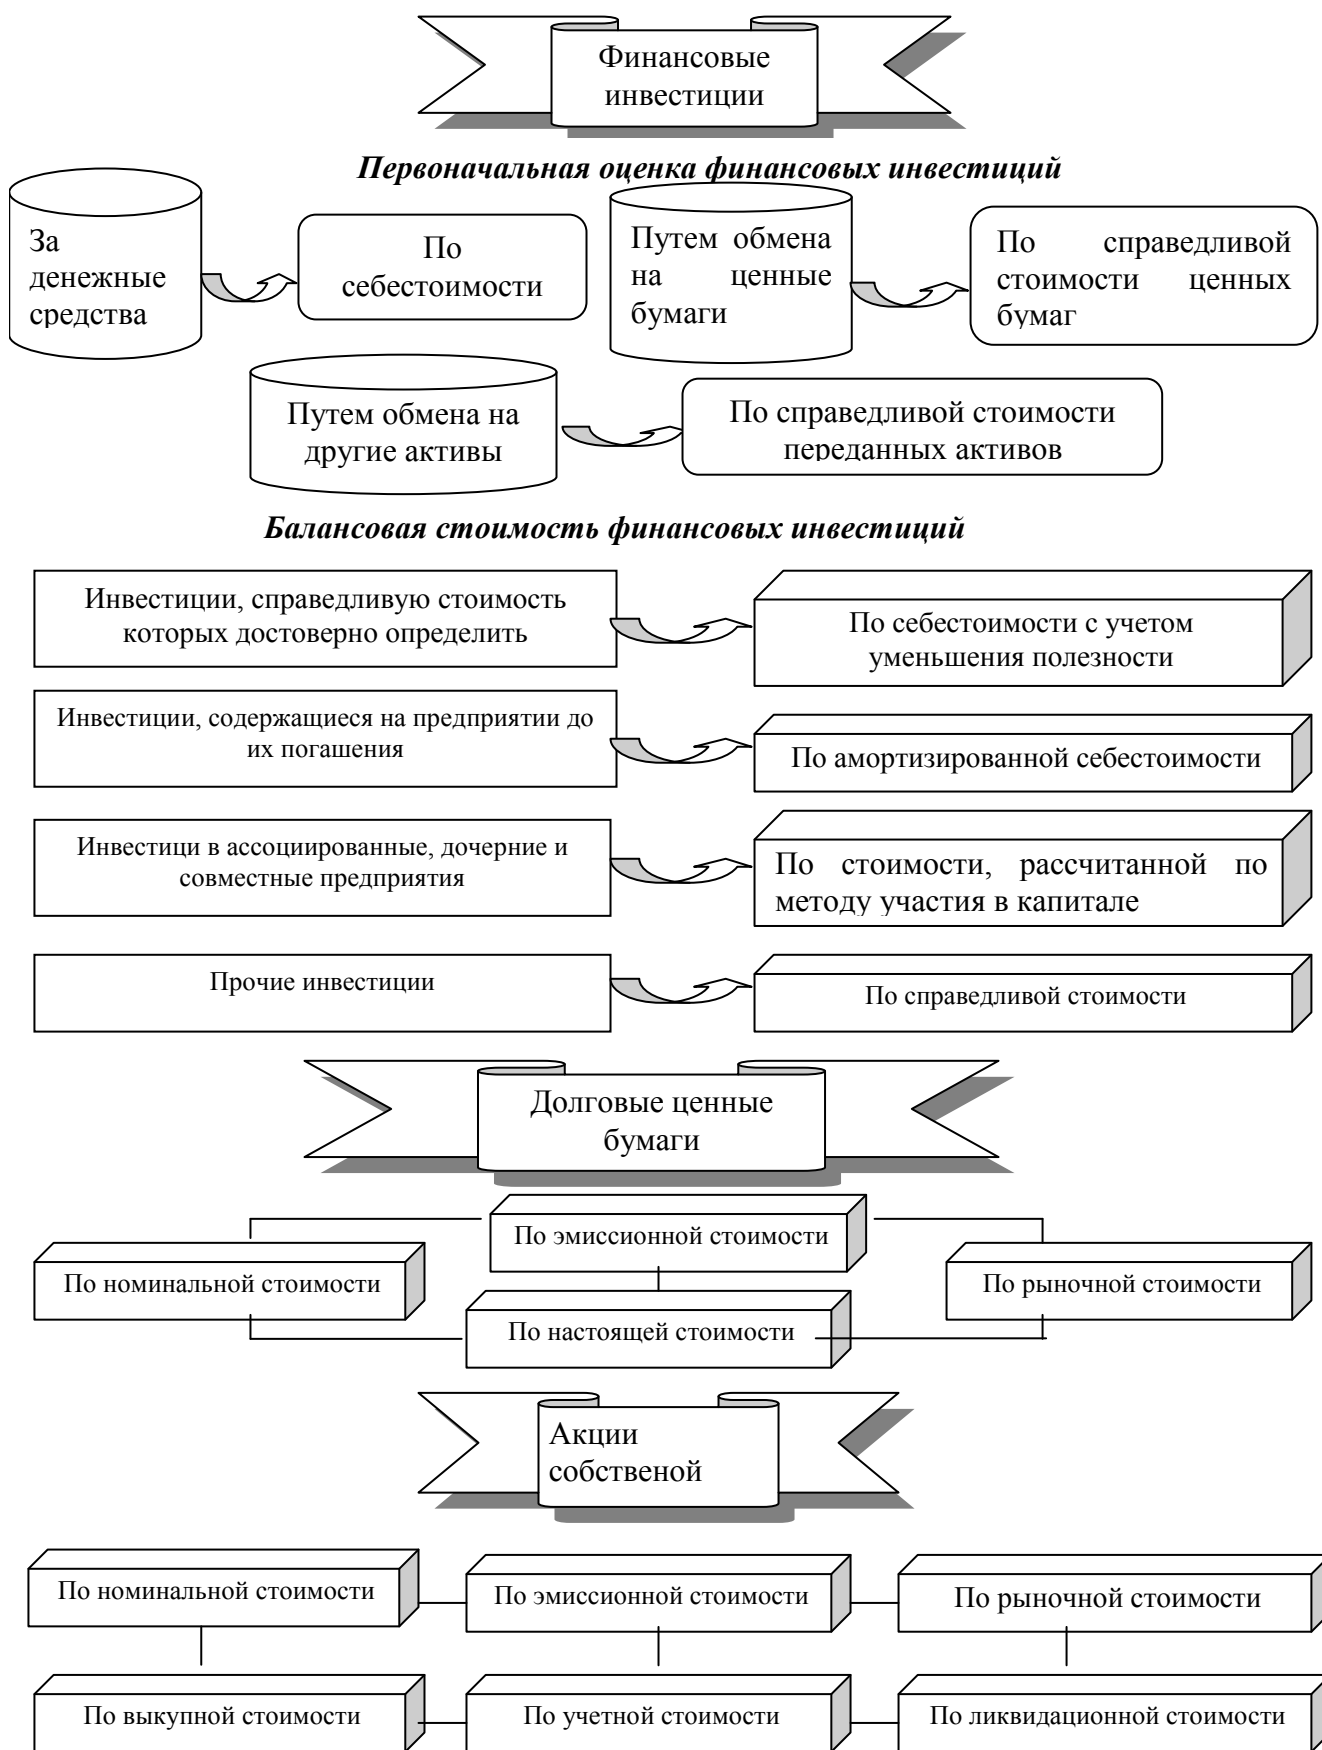 Финансовые
инвестиции
Первоначальная оценка финансовых инвестиций
За
денежные
средства
По
себестоимости
Путем обмена
на ценные
бумаги
По справедливой
стоимости ценных
бумаг
Путем обмена на
другие активы
По справедливой стоимости
переданных активов
Балансовая стоимость финансовых инвестиций
Инвестиции, справедливую стоимость
которых достоверно определить
По себестоимости с учетом
уменьшения полезности
Инвестиции, содержащиеся на предприятии до
их погашения
По амортизированной себестоимости
Инвестици в ассоциированные, дочерние и
совместные предприятия
По стоимости, рассчитанной по
методу участия в капитале
Прочие инвестиции
По справедливой стоимости
Долговые ценные
бумаги
По эмиссионной стоимости
По номинальной стоимости
По рыночной стоимости
По настоящей стоимости
Акции
собственой
По номинальной стоимости
По эмиссионной стоимости
По рыночной стоимости
По выкупной стоимости
По учетной стоимости
По ликвидационной стоимости